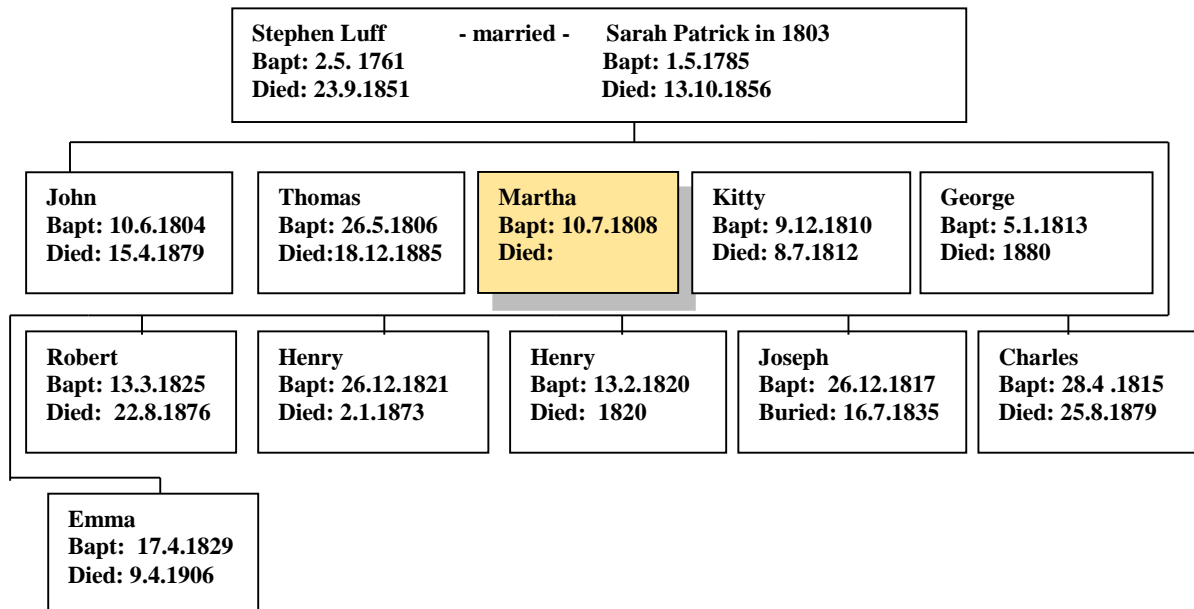 Stephen Luff - married - Sarah Patrick in 1803
Bapt: 2.5. 1761 Bapt: 1.5.1785
Died: 23.9.1851 Died: 13.10.1856
John
Bapt: 10.6.1804
Died: 15.4.1879
Thomas
Bapt: 26.5.1806
Died:18.12.1885
Martha
Bapt: 10.7.1808
Died:
Kitty
Bapt: 9.12.1810
Died: 8.7.1812
George
Bapt: 5.1.1813
Died: 1880
Robert
Bapt: 13.3.1825
Died: 22.8.1876
Henry
Bapt: 26.12.1821
Died: 2.1.1873
Henry
Bapt: 13.2.1820
Died: 1820
Joseph
Bapt: 26.12.1817
Buried: 16.7.1835
Charles
Bapt: 28.4 .1815
Died: 25.8.1879
Emma
Bapt: 17.4.1829
Died: 9.4.1906